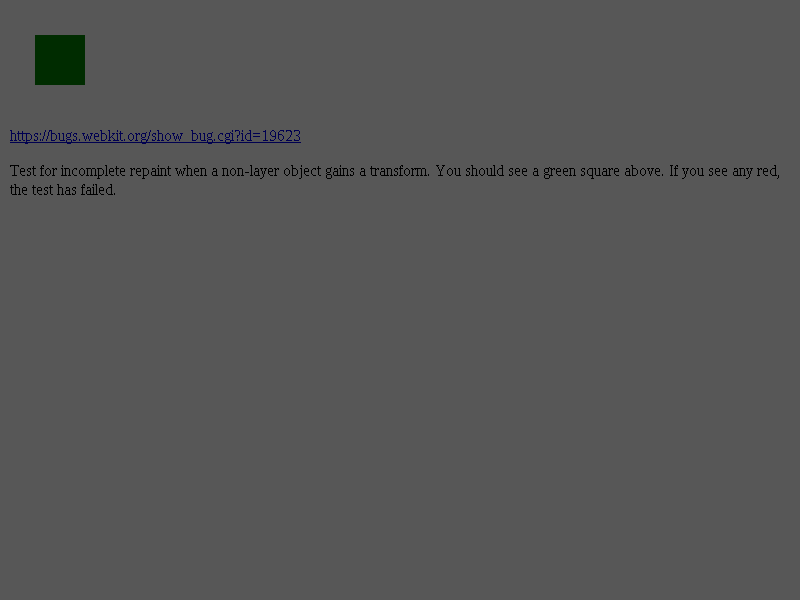 https://bugs.webkit.org/show_bug.cgi?id=19623
Test for incomplete repaint when a non-layer object gains a transform. You should see a green square above. If you see any red,
the test has failed.